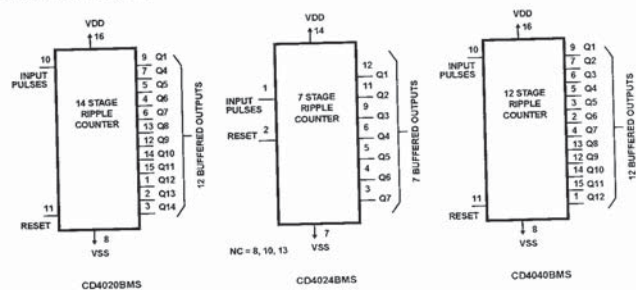 VDD
16
10
INPUT
PULSES
14 STAGE
RIPPLE
COUNTER
9 Q1
7 Q4
5 Q5
4 Q6
6 Q7
13 Q8
12 Q9
14 Q10
15 Q11
1 Q12
2 Q13
3 Q14
12 BUFFERED OUTPUTS
11
RESET
8
VSS
CD4020BMS
VDD
14
1
INPUT
PULSES
2
RESET
7 STAGE
RIPPLE
COUNTER
12 Q1
11 Q2
9 Q3
6 Q4
5 Q5
4 Q6
3 Q7
7 BUFFERED OUTPUTS
7
VSS
NC = 8, 10, 13
CD4024BMS
VDD
16
10
INPUT
PULSES
12 STAGE
RIPPLE
COUNTER
9 Q1
7 Q2
6 Q3
5 Q4
3 Q5
2 Q6
4 Q7
13 Q8
12 Q9
14 Q10
15 Q11
1 Q12
12 BUFFERED OUTPUTS
11
RESET
8
VSS
CD4040BMS